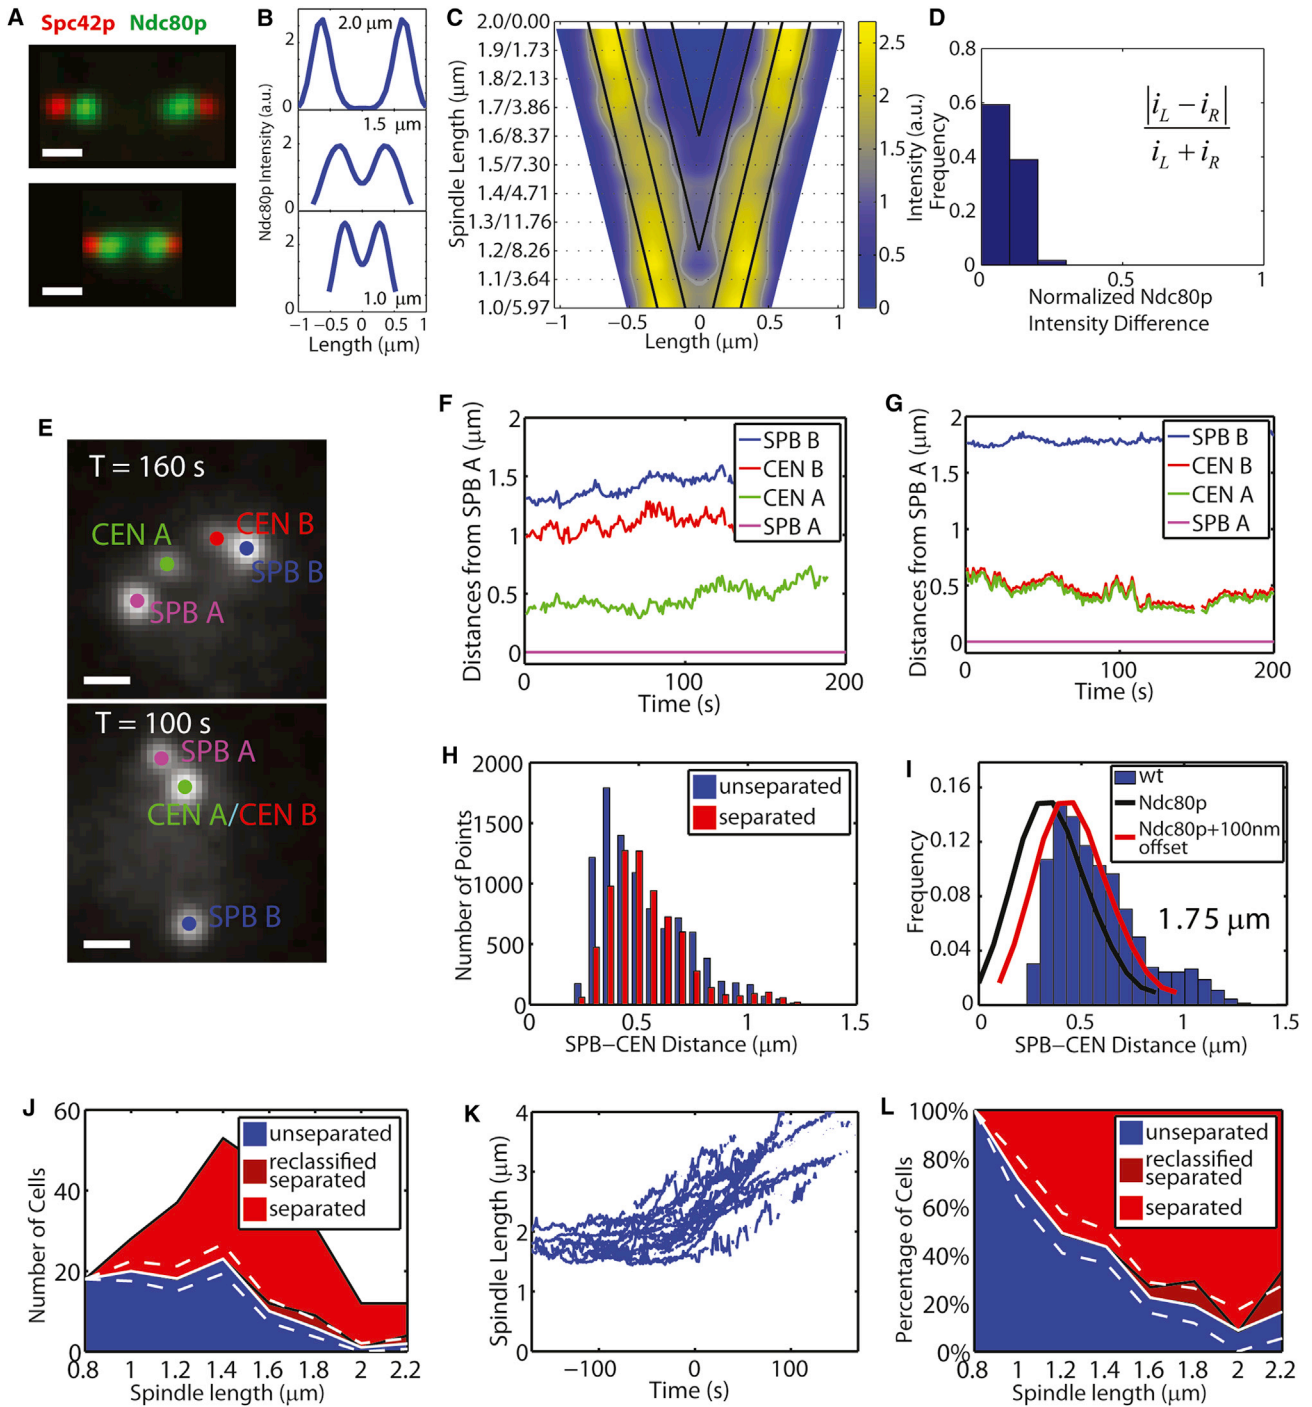 A
Spc42p Ndc80p
B
Ndc80p Intensity (a.u.)
2.0 μm
2
0
1.5 μm
2
0
2
0
1.0 μm
−1 −0.5 0 0.5 1
Length (μm)
C
Spindle Length (μm)
2.0/0.00
1.9/1.73
1.8/2.18
1.7/3.86
1.6/8.37
1.5/7.30
1.4/4.71
1.3/11.76
1.2/8.26
1.1/3.64
1.0/5.97
−1 −0.5 0 0.5 1
Length (μm)
2.5
2
1.5
1
0.5
0
Intensity (a.u.)
D
Frequency
0.8
0.6
0.4
0.2
0
|iL − iR|
iL + iR
0 0.5 1
Normalized Ndc80p
Intensity Difference
E
T = 160 s
CEN A
CEN B
SPB B
SPB A
T = 100 s
SPB A
CEN A/CEN B
SPB B
F
Distances from SPB A (μm)
2
1.5
1
0.5
0
SPB B
CEN B
CEN A
SPB A
0 100 200
Time (s)
G
Distances from SPB A (μm)
2
1.5
1
0.5
0
SPB B
CEN B
CEN A
SPB A
0 100 200
Time (s)
H
Number of Points
2000
1500
1000
500
0
unseparated
separated
0 0.5 1 1.5
SPB−CEN Distance (μm)
I
Frequency
0.16
0.12
0.08
0.04
0
wt
Ndc80p
Ndc80p+100nm
offset
1.75 μm
0 0.5 1 1.5
SPB−CEN Distance (μm)
J
Number of Cells
60
40
20
0
unseparated
reclassified
separated
separated
0.8 1 1.2 1.4 1.6 1.8 2 2.2
Spindle length (μm)
K
Spindle Length (μm)
4
3
2
1
0
−100 0 100
Time (s)
L
Percentage of Cells
100%
80%
60%
40%
20%
0%
unseparated
reclassified
separated
separated
0.8 1 1.2 1.4 1.6 1.8 2 2.2
Spindle length (μm)